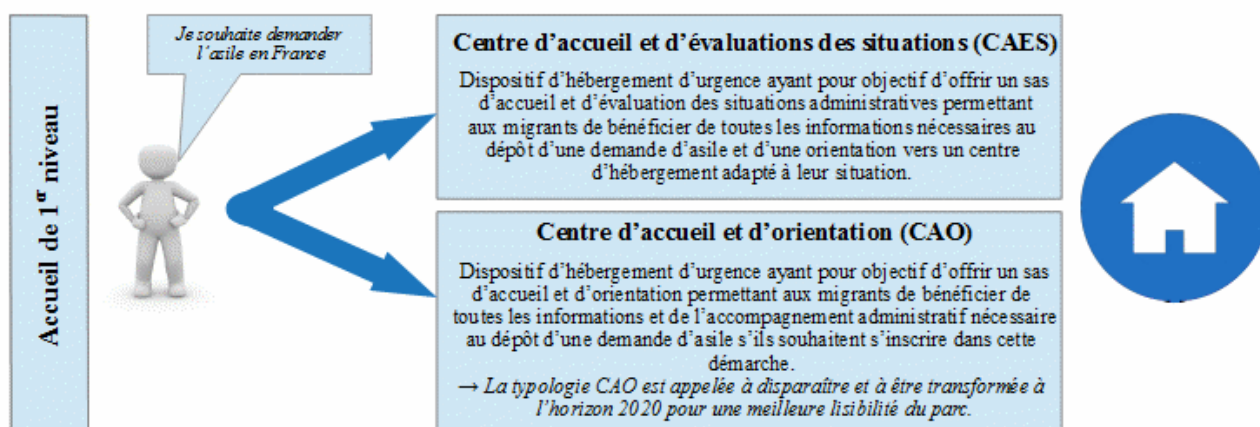 Accueil de 1er niveau
Je souhaite demander
l'asile en France
Centre d'accueil et d'évaluations des situations (CAES)
Dispositif d'hébergement d'urgence ayant pour objectif d'offrir un sas
d'accueil et d'évaluation des situations administratives permettant
aux migrants de bénéficier de toutes les informations nécessaires au
dépôt d'une demande d'asile et d'une orientation vers un centre
d'hébergement adapté à leur situation.
Centre d'accueil et d'orientation (CAO)
Dispositif d'hébergement d'urgence ayant pour objectif d'offrir un sas
d'accueil et d'orientation permettant aux migrants de bénéficier de
toutes les informations et de l'accompagnement administratif nécessaire
au dépôt d'une demande d'asile s'ils souhaitent s'inscrire dans cette
démarche.
→ La typologie CAO est appelée à disparaître et à être transformée à
l'horizon 2020 pour une meilleure lisibilité du parc.